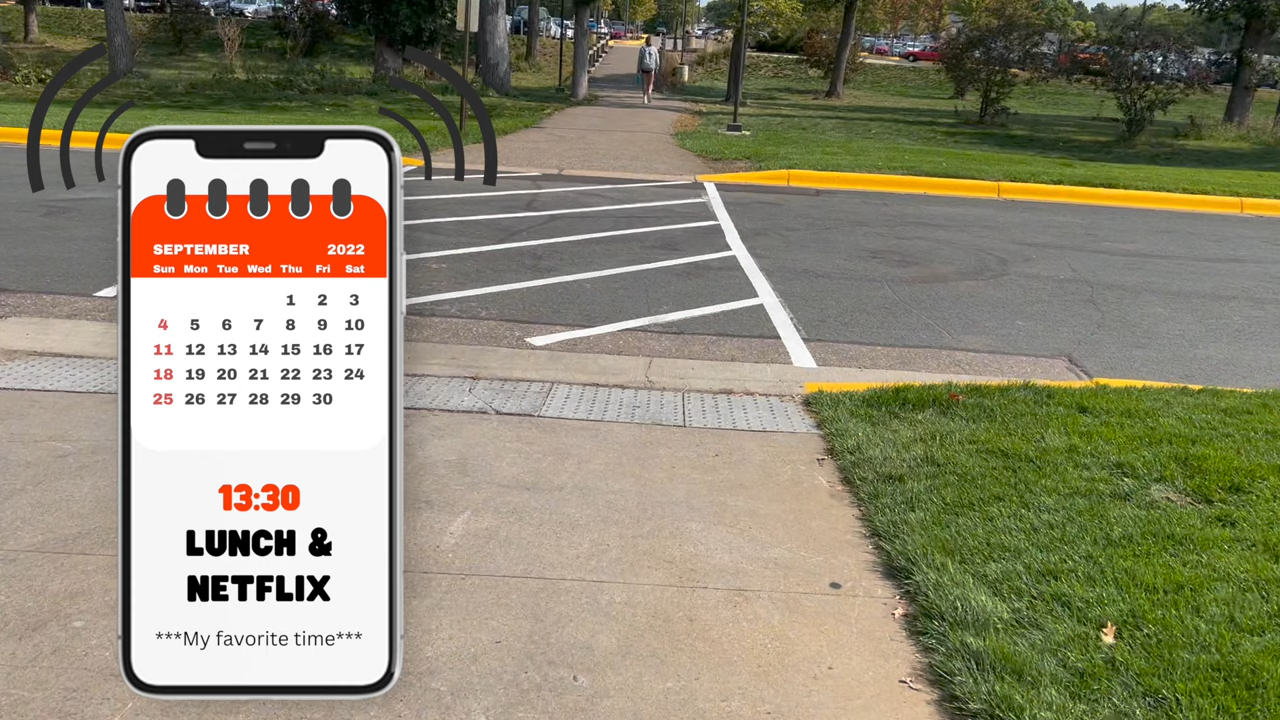 SEPTEMBER 2022
Sun Mon Tue Wed Thu Fri Sat
1 2 3
4 5 6 7 8 9 10
11 12 13 14 15 16 17
18 19 20 21 22 23 24
25 26 27 28 29 30
13:30
LUNCH &
NETFLIX
***My favorite time***